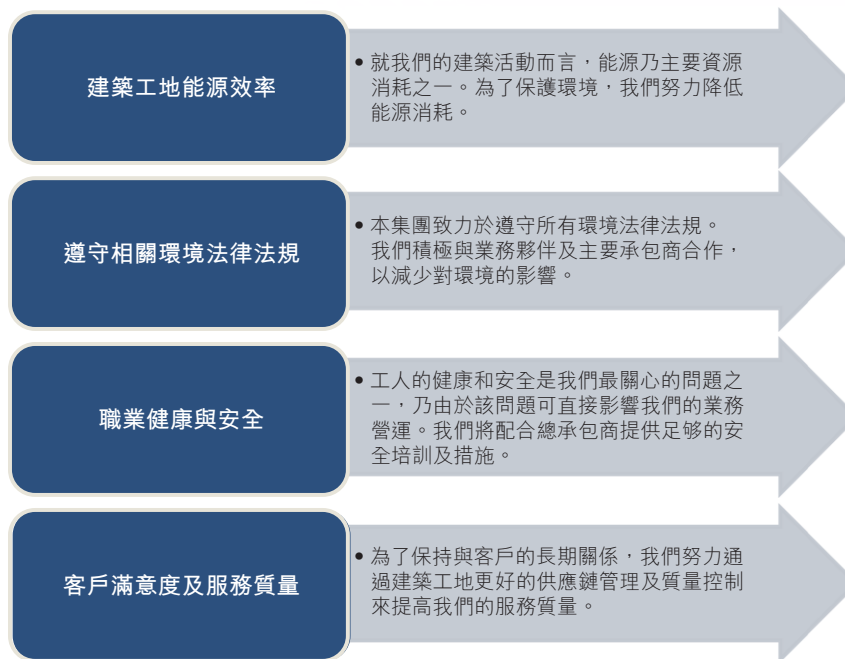 建築工地能源效率
• 就我們的建築活動而言，能源乃主要資源
消耗之一。為了保護環境，我們努力降低
能源消耗。
遵守相關環境法律法規
• 本集團致力於遵守所有環境法律法規。
我們積極與業務夥伴及主要承包商合作，
以減少對環境的影響。
職業健康與安全
• 工人的健康和安全是我們最關心的問題之
一，乃由於該問題可直接影響我們的業務
營運。我們將配合總承包商提供足够的安
全培訓及措施。
客戶滿意度及服務質量
• 為了保持與客戶的長期關係，我們努力通
過建築工地更好的供應鏈管理及質量控制
來提高我們的服務質量。